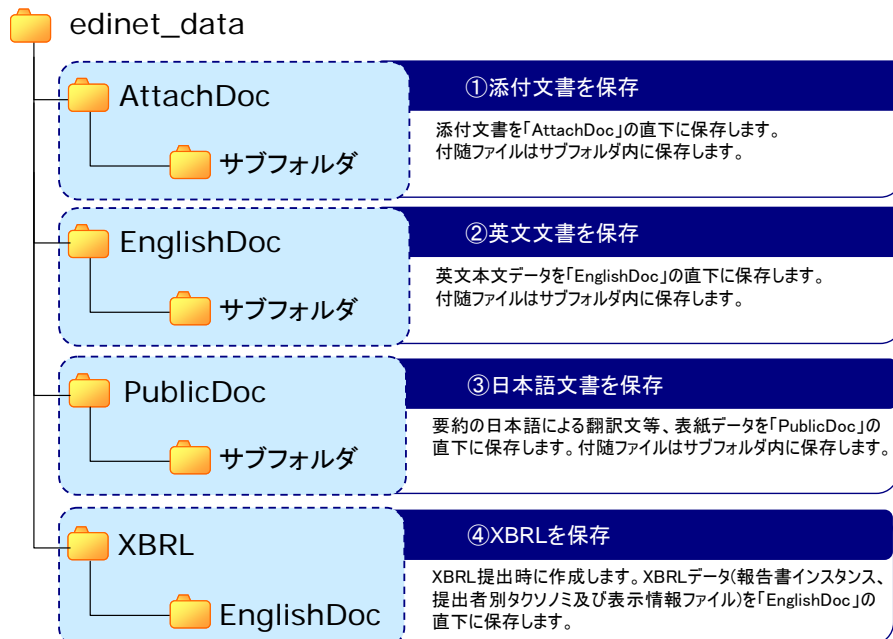 edinet_data
AttachDoc
サブフォルダ
①添付文書を保存
添付文書を「AttachDoc」の直下に保存します。
付随ファイルはサブフォルダ内に保存します。
EnglishDoc
サブフォルダ
②英文文書を保存
英文本文データを「EnglishDoc」の直下に保存します。
付随ファイルはサブフォルダ内に保存します。
PublicDoc
サブフォルダ
③日本語文書を保存
要約の日本語による翻訳文等、表紙データを「PublicDoc」の
直下に保存します。付随ファイルはサブフォルダ内に保存します。
XBRL
EnglishDoc
④XBRLを保存
XBRL提出時に作成します。XBRLデータ(報告書インスタンス、
提出者別タクソノミ及び表示情報ファイル)を「EnglishDoc」の
直下に保存します。